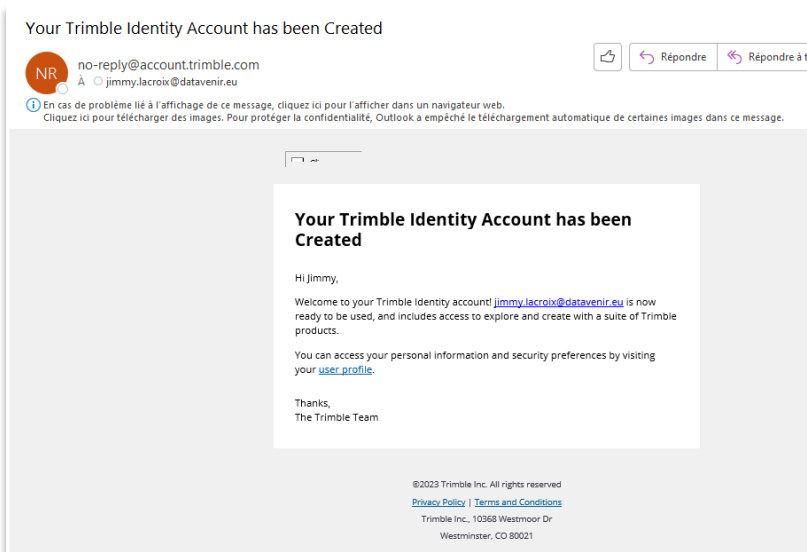 Your Trimble Identity Account has been Created
NR
no-reply@account.trimble.com
À jimmy.lacroix@datavenir.eu
Répondre
Répondre à t
En cas de problème lié à l'affichage de ce message, cliquez ici pour l'afficher dans un navigateur web.
Cliquez ici pour télécharger des images. Pour protéger la confidentialité, Outlook a empêché le téléchargement automatique de certaines images dans ce message.
Your Trimble Identity Account has been
Created
Hi Jimmy,
Welcome to your Trimble Identity account! jimmy.lacroix@datavenir.eu is now
ready to be used, and includes access to explore and create with a suite of Trimble
products.
You can access your personal information and security preferences by visiting
your user profile.
Thanks,
The Trimble Team
©2023 Trimble Inc. All rights reserved
Privacy Policy | Terms and Conditions
Trimble Inc., 10368 Westmoor Dr
Westminster, CO 80021